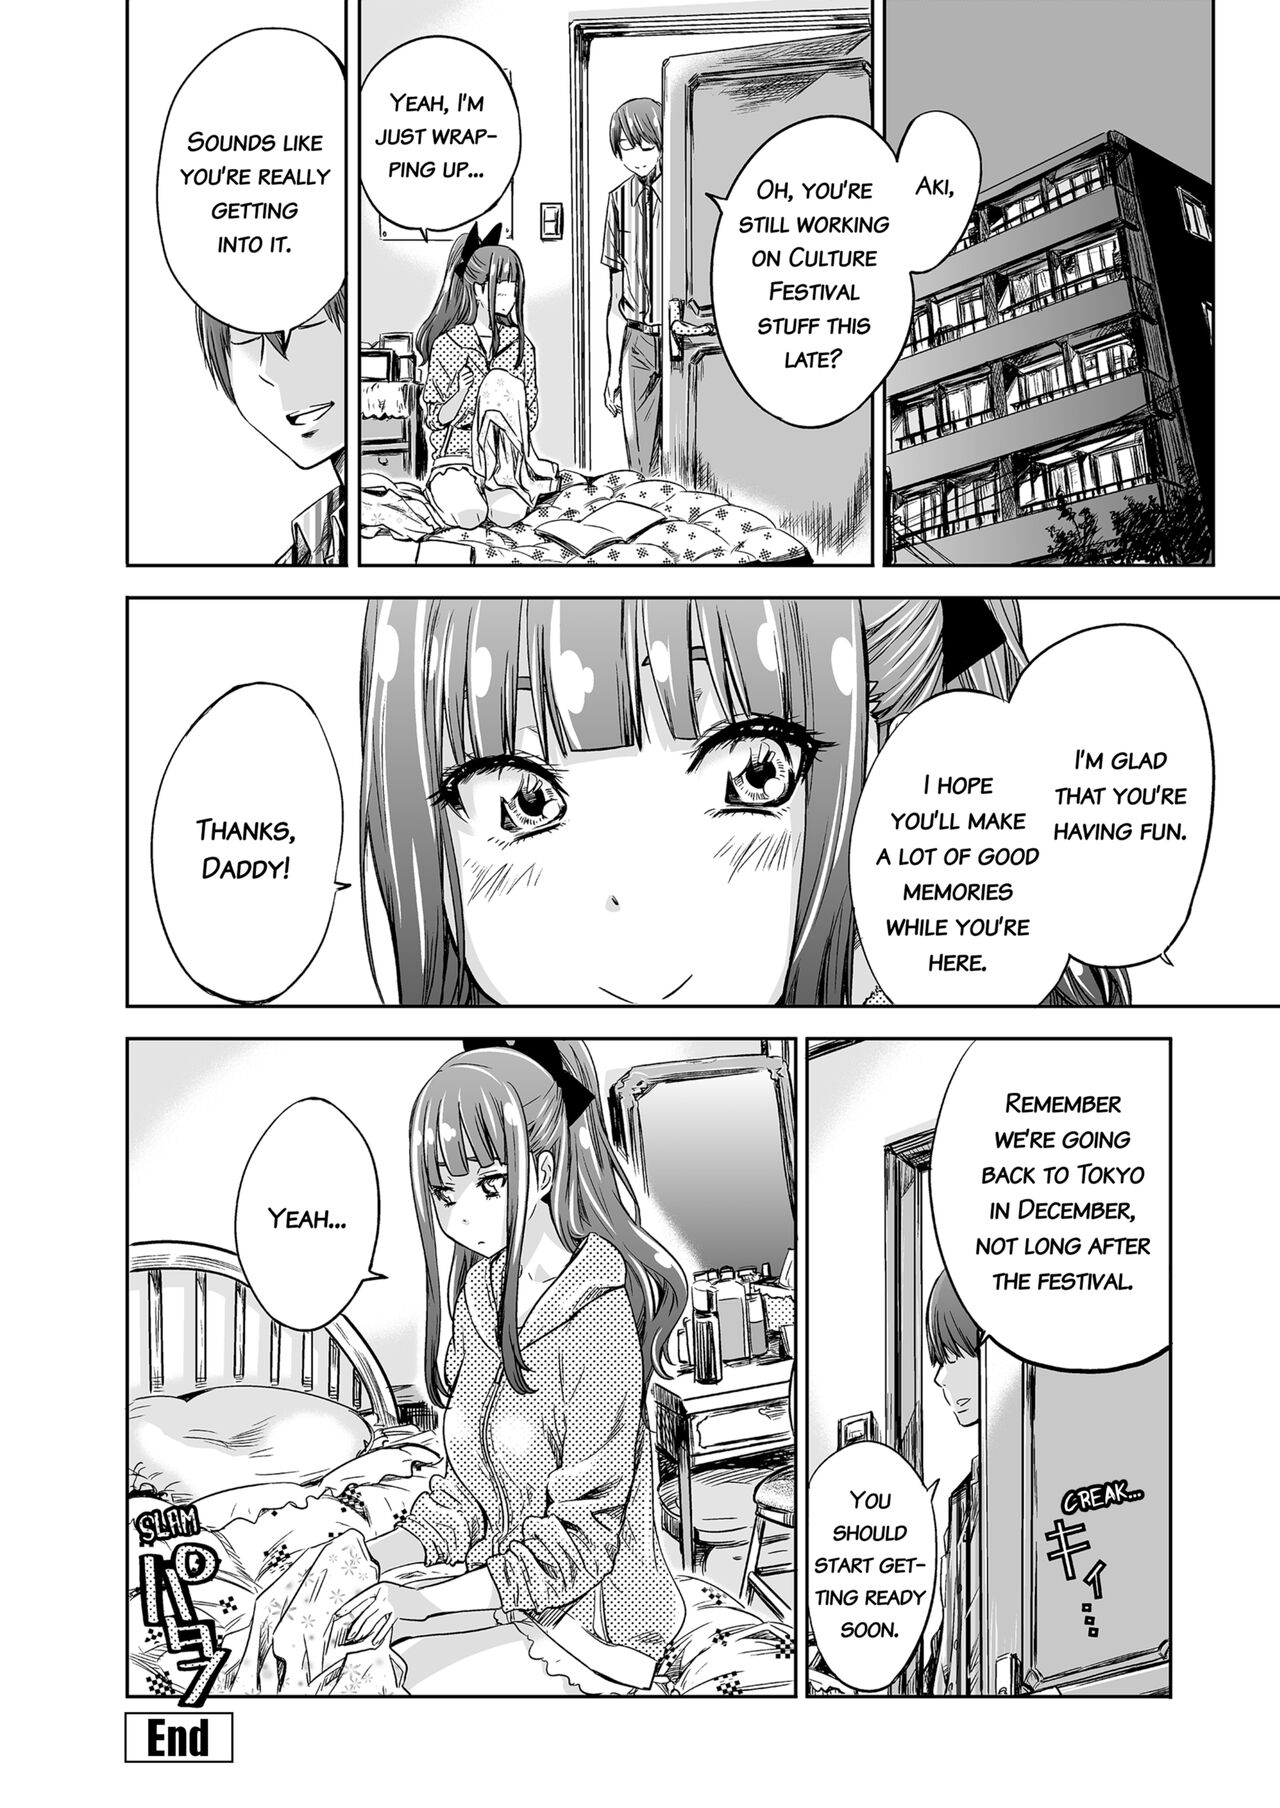 AKI,
OH, YOU'RE
STILL WORKING
ON CULTURE
FESTIVAL
STUFF THIS
LATE?
YEAH, I'M
JUST WRAP-
PING UP...
SOUNDS LIKE
YOU'RE REALLY
GETTING
INTO IT.
I'M GLAD
THAT YOU'RE
HAVING FUN.
I HOPE
YOU'LL MAKE
A LOT OF GOOD
MEMORIES
WHILE YOU'RE
HERE.
THANKS,
DADDY!
REMEMBER
WE'RE GOING
BACK TO TOKYO
IN DECEMBER,
NOT LONG AFTER
THE FESTIVAL.
YOU
SHOULD
START GET-
TING READY
SOON.
CREAK...
キィ...
YEAH...
SLAM
パタン
End